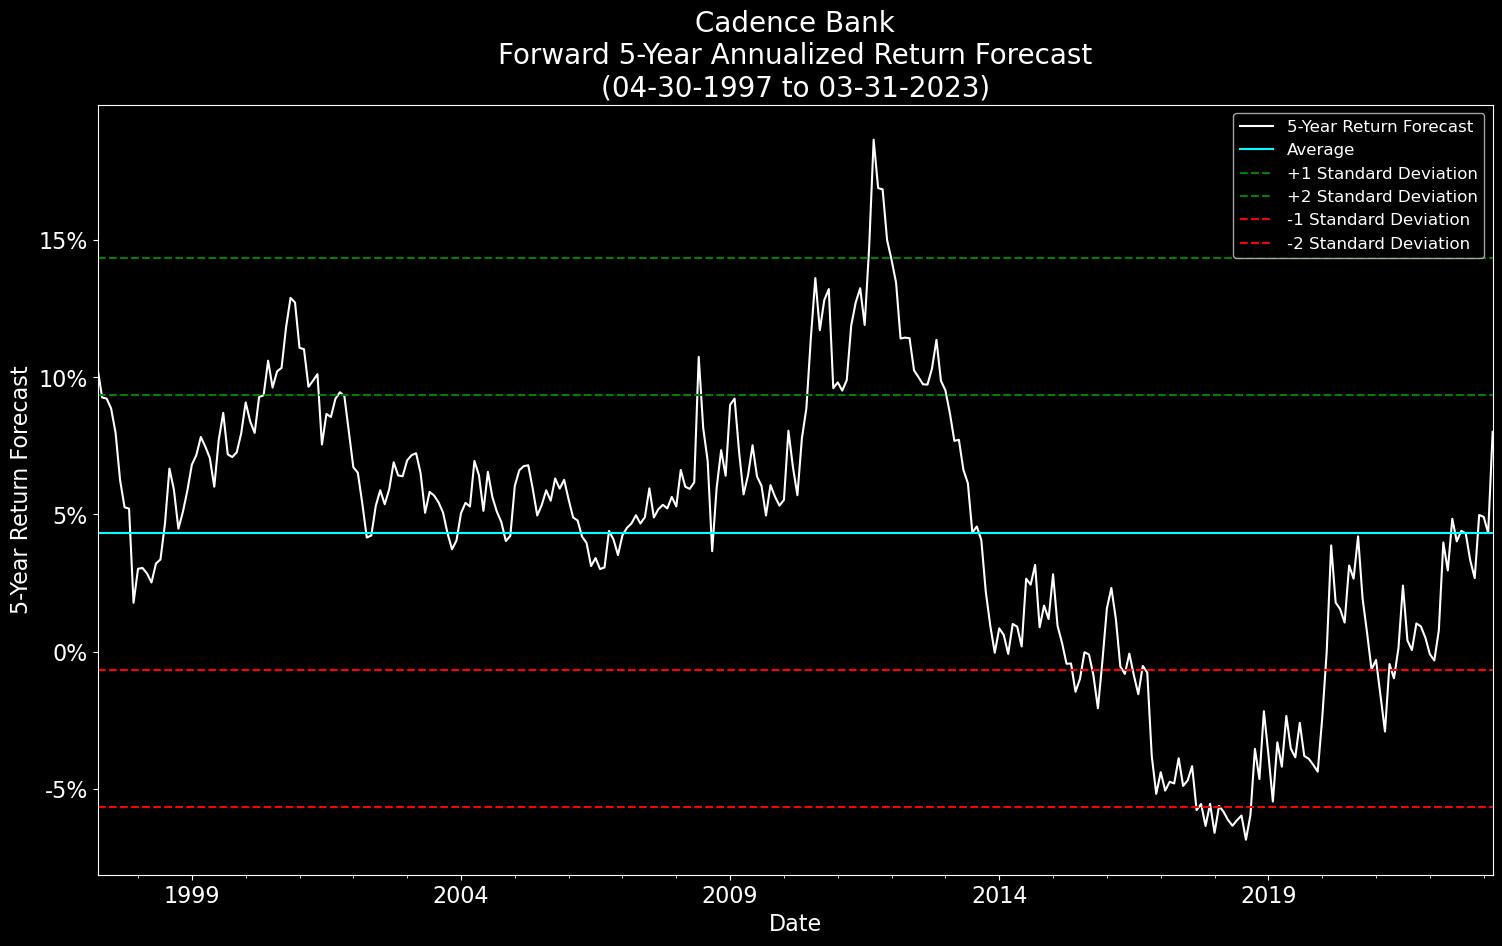 Cadence Bank
Forward 5-Year Annualized Return Forecast
(04-30-1997 to 03-31-2023)
5-Year Return Forecast
Average
+1 Standard Deviation
+2 Standard Deviation
-1 Standard Deviation
-2 Standard Deviation
15%
10%
5%
0%
-5%
5-Year Return Forecast
1999
2004
2009
2014
2019
Date